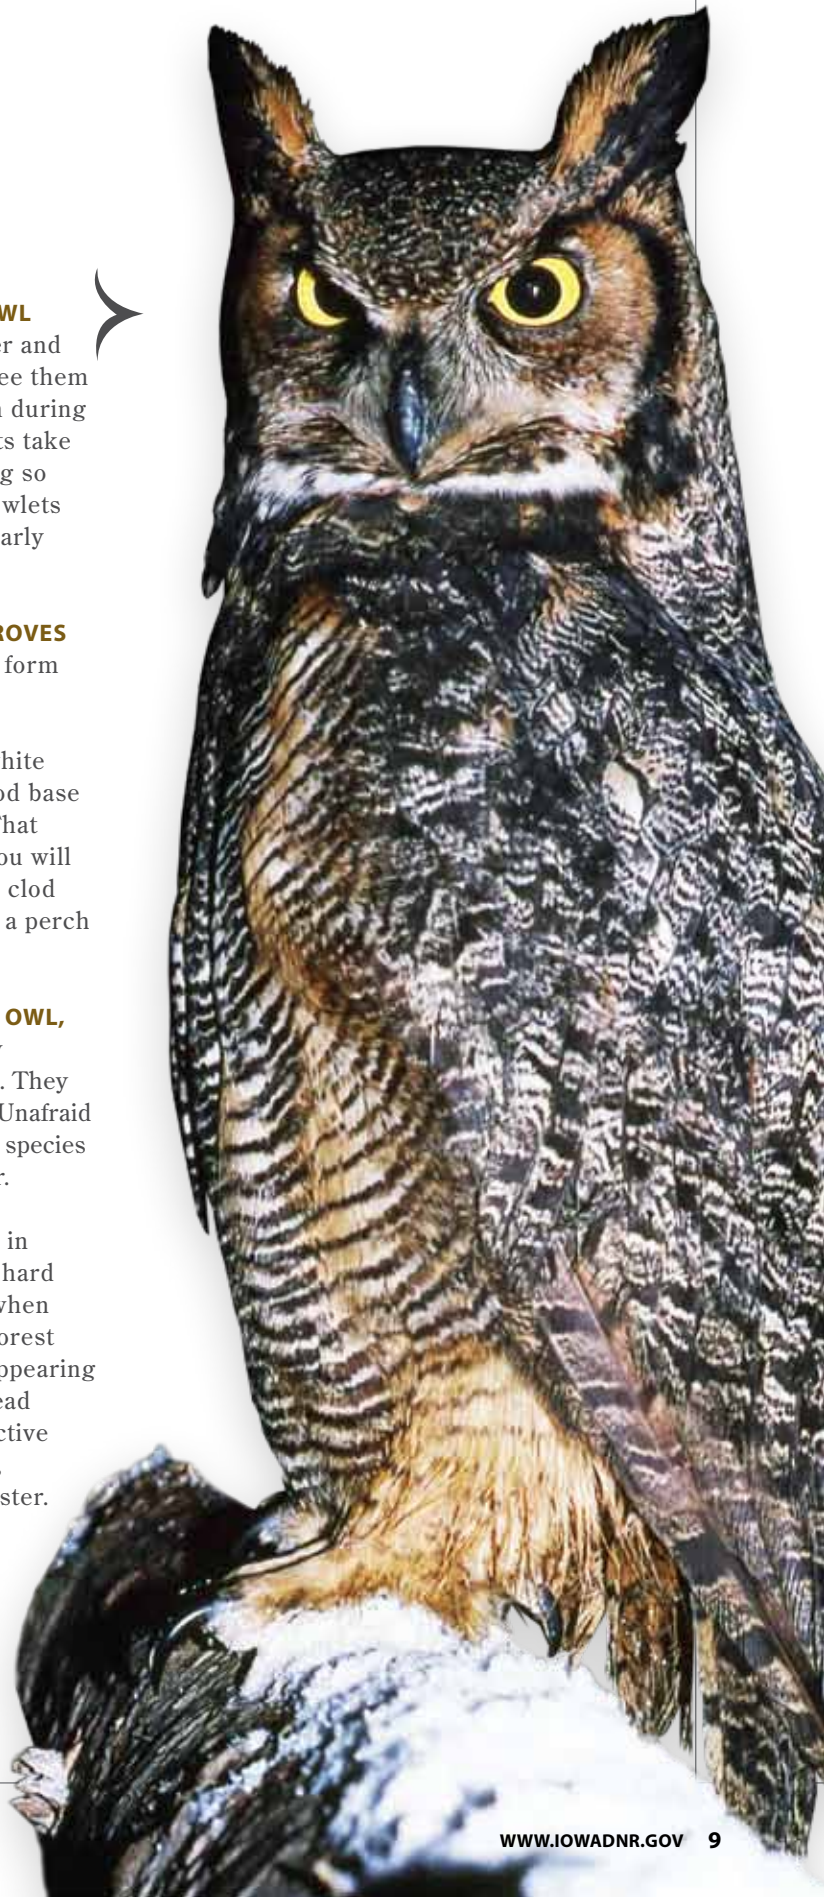 WL
er and
ee them
n during
ts take
g so
wlets
arly
ROVES
form
hite
od base
That
ou will
clod
a perch
OWL,
y
. They
Unafraid
species
r.
in
hard
when
orest
ppearing
ead
ctive
,
ster.
WWW.IOWADNR.GOV 9